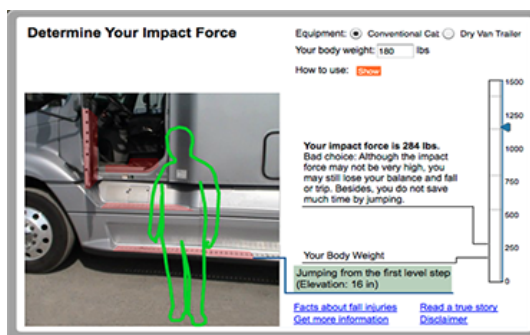 Determine Your Impact Force
Equipment: Conventional Cat Dry Van Trailer
Your body weight: 180 lbs
How to use: Show
1500
1250
1000
750
500
250
0
Your impact force is 284 lbs.
Bad choice: Although the impact
force may not be very high, you
may still lose your balance and fall
or trip. Besides, you do not save
much time by jumping.
Your Body Weight
Jumping from the first level step
(Elevation: 16 in)
Facts about fall injuries Read a true story
Get more information Disclaimer